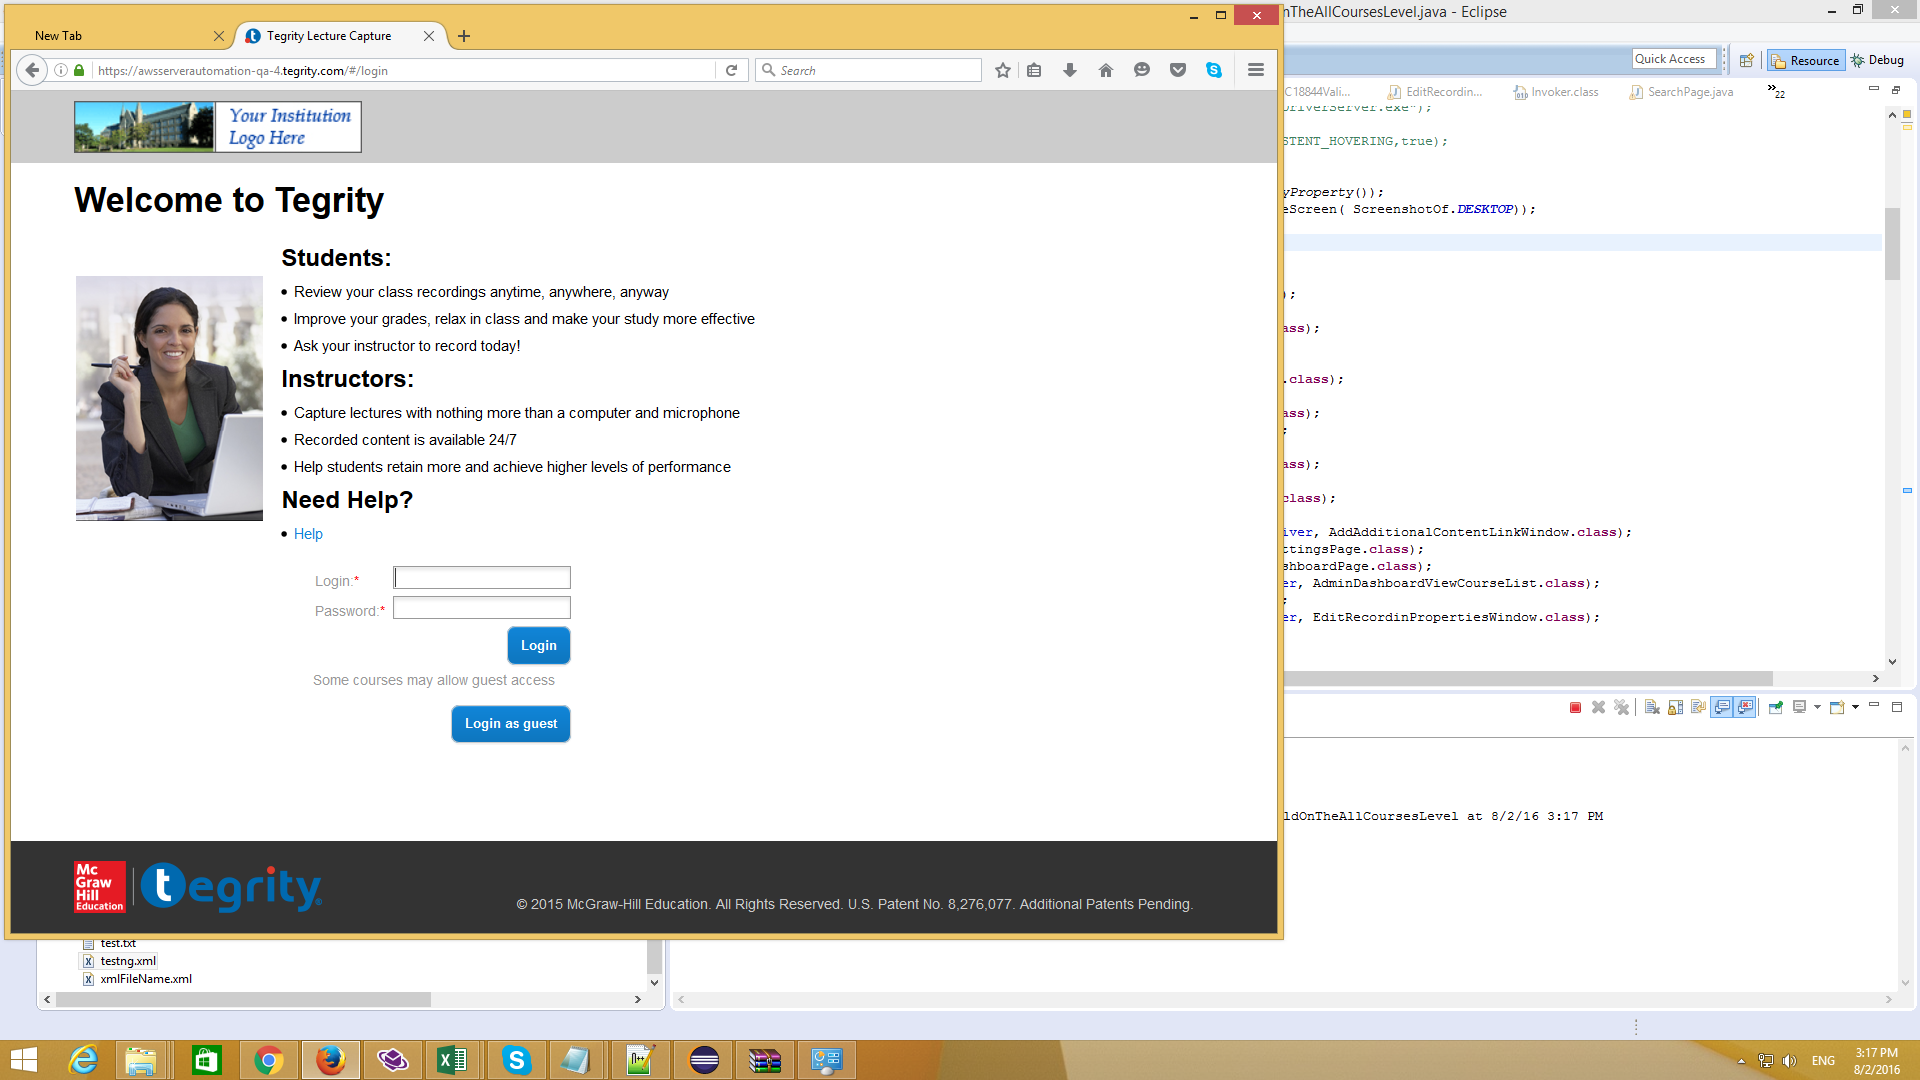 nTheAllCoursesLevel.java - Eclipse
New Tab
Tegrity Lecture Capture
https://awsserverautomation-qa-4.tegrity.com/#/login
Search
Quick Access
Resource
Debug
C18844Vali...
EditRecordin...
Invoker.class
SearchPage.java
22
Your Institution
Logo Here
Welcome to Tegrity
Students:
Review your class recordings anytime, anywhere, anyway
Improve your grades, relax in class and make your study more effective
Ask your instructor to record today!
Instructors:
Capture lectures with nothing more than a computer and microphone
Recorded content is available 24/7
Help students retain more and achieve higher levels of performance
Need Help?
Help
Login:*
Password:*
Login
Some courses may allow guest access
Login as guest
Mc
Graw
Hill
Education
tegrity
© 2015 McGraw-Hill Education. All Rights Reserved. U.S. Patent No. 8,276,077. Additional Patents Pending.
DriverServer.exe");
STENT_HOVERING,true);
yProperty());
eScreen( ScreenshotOf.DESKTOP));
);
ass);
.class);
ass);
;
ass);
class);
iver, AddAdditionalContentLinkWindow.class);
ttingsPage.class);
shboardPage.class);
er, AdminDashboardViewCourseList.class);
;
er, EditRecordinPropertiesWindow.class);
ldOnTheAllCoursesLevel at 8/2/16 3:17 PM
test.txt
testng.xml
xmlFileName.xml
ENG
3:17 PM
8/2/2016